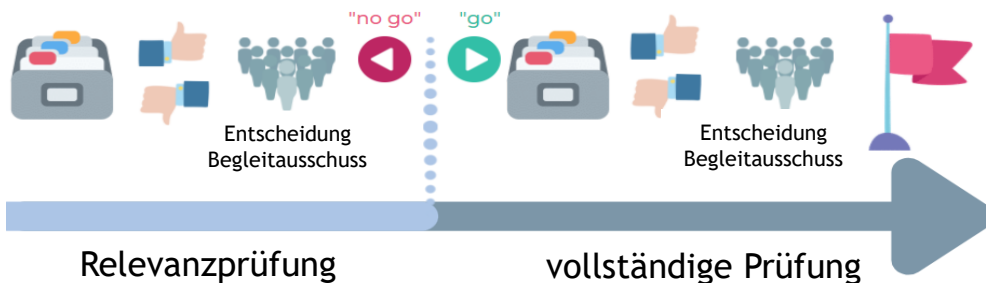 "no go" "go"
Entscheidung
Begleitausschuss
Entscheidung
Begleitausschuss
Relevanzprüfung
vollständige Prüfung